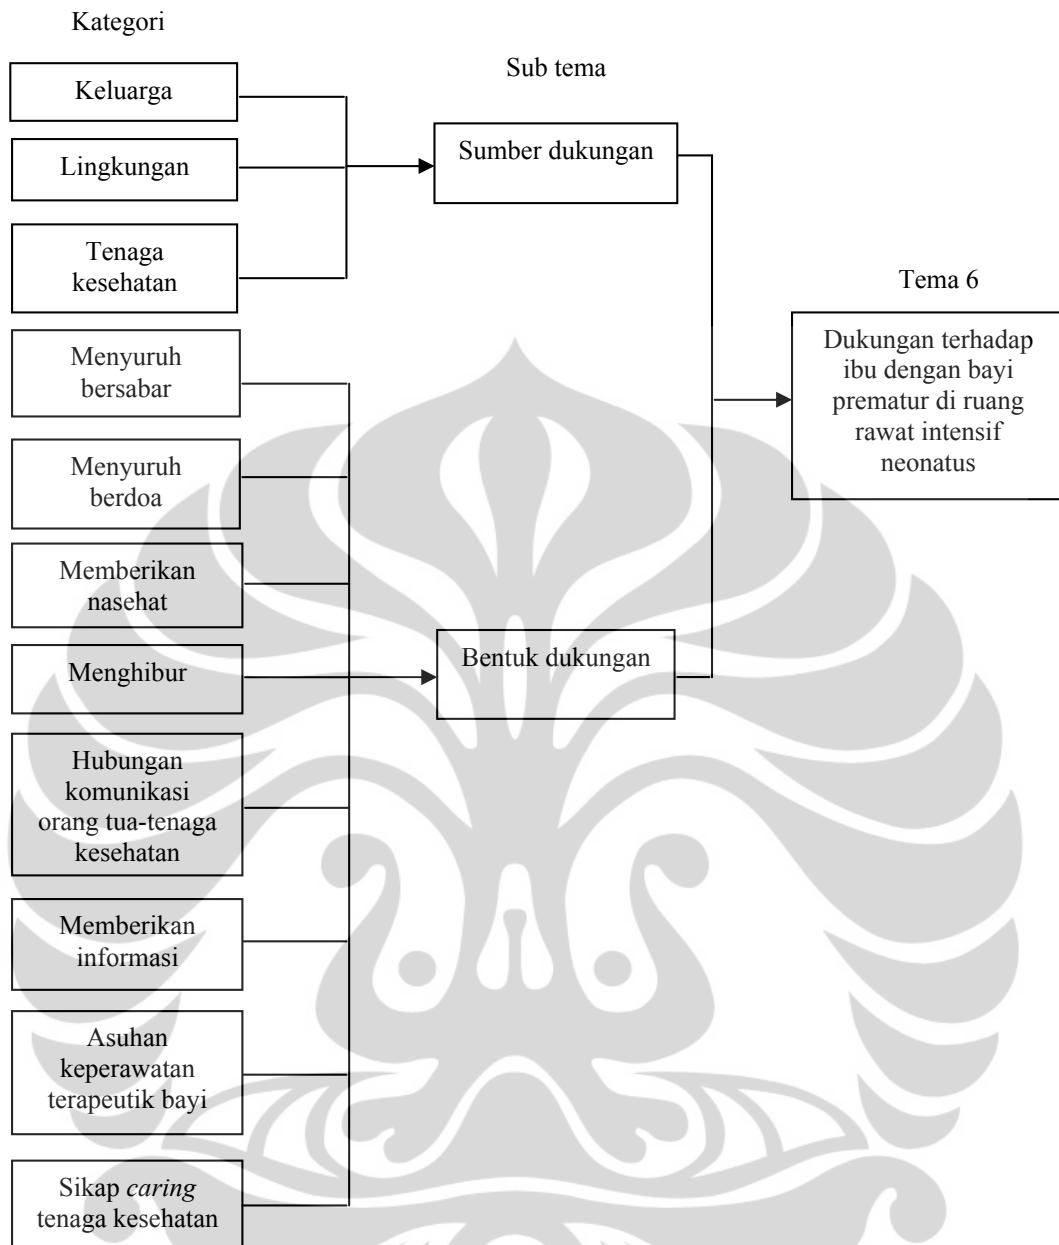 Kategori
Keluarga
Lingkungan
Tenaga
kesehatan
Menyuruh
bersabar
Menyuruh
berdoa
Memberikan
nasehat
Menghibur
Hubungan
komunikasi
orang tua-tenaga
kesehatan
Memberikan
informasi
Asuhan
keperawatan
terapeutik bayi
Sikap caring
tenaga kesehatan
Sub tema
Sumber dukungan
Bentuk dukungan
Tema 6
Dukungan terhadap
ibu dengan bayi
prematur di ruang
rawat intensif
neonatus